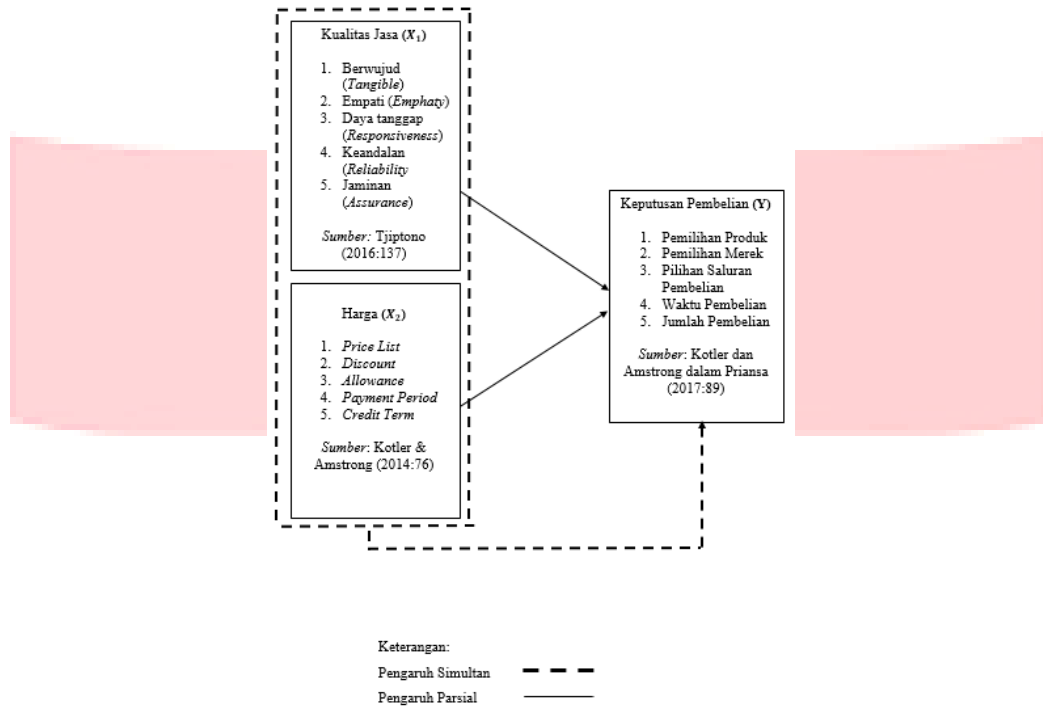 Kualitas Jasa (X₁)
1. Berwujud
(Tangible)
2. Empati (Emphaty)
3. Daya tanggap
(Responsiveness)
4. Keandalan
(Reliability
5. Jaminan
(Assurance)
Sumber: Tjiptono
(2016:137)
Harga (X₂)
1. Price List
2. Discount
3. Allowance
4. Payment Period
5. Credit Term
Sumber: Kotler &
Amstrong (2014:76)
Keputusan Pembelian (Y)
1. Pemilihan Produk
2. Pemilihan Merek
3. Pilihan Saluran
Pembelian
4. Waktu Pembelian
5. Jumlah Pembelian
Sumber: Kotler dan
Amstrong dalam Priansa
(2017:89)
Keterangan:
Pengaruh Simultan
Pengaruh Parsial